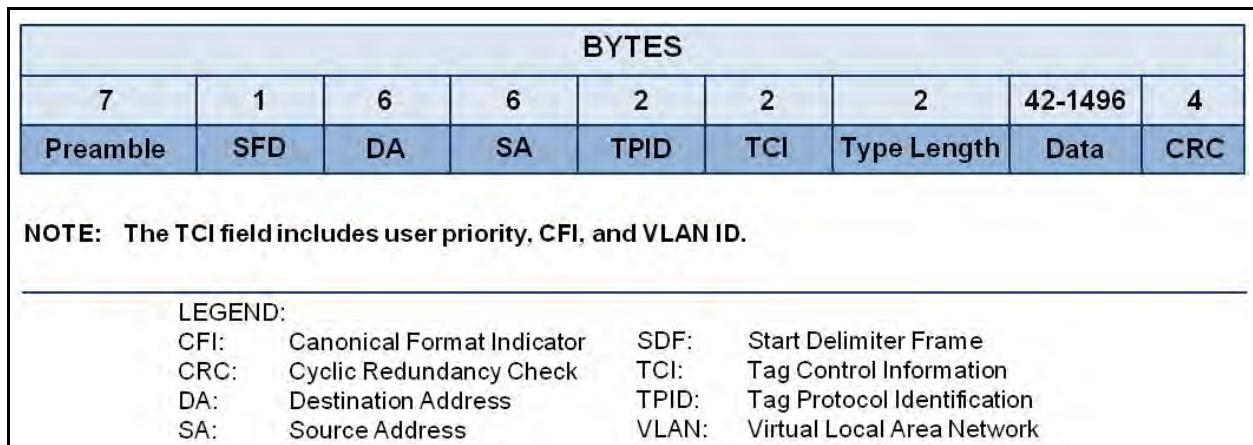 BYTES
7 1 6 6 2 2 2 42-1496 4
Preamble SFD DA SA TPID TCI Type Length Data CRC
NOTE: The TCI field includes user priority, CFI, and VLAN ID.
LEGEND:
CFI: Canonical Format Indicator SDF: Start Delimiter Frame
CRC: Cyclic Redundancy Check TCI: Tag Control Information
DA: Destination Address TPID: Tag Protocol Identification
SA: Source Address VLAN: Virtual Local Area Network